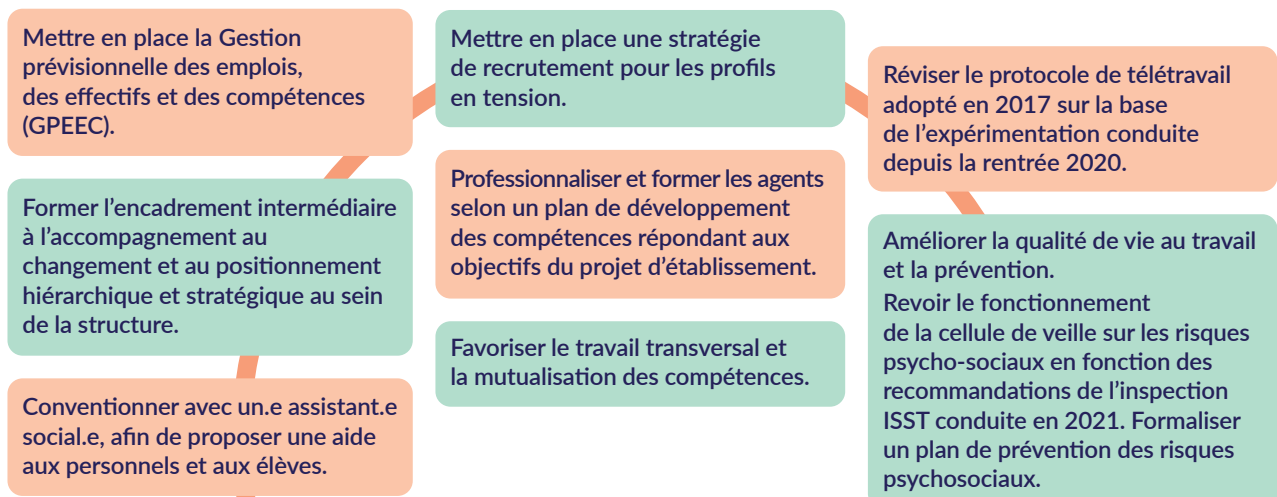 Mettre en place la Gestion
prévisionnelle des emplois,
des effectifs et des compétences
(GPEEC).
Former l’encadrement intermédiaire
à l’accompagnement au
changement et au positionnement
hiérarchique et stratégique au sein
de la structure.
Conventionner avec un.e assistant.e
social.e, afin de proposer une aide
aux personnels et aux élèves.
Mettre en place une stratégie
de recrutement pour les profils
en tension.
Professionnaliser et former les agents
selon un plan de développement
des compétences répondant aux
objectifs du projet d’établissement.
Favoriser le travail transversal et
la mutualisation des compétences.
Réviser le protocole de télétravail
adopté en 2017 sur la base
de l’expérimentation conduite
depuis la rentrée 2020.
Améliorer la qualité de vie au travail
et la prévention.
Revoir le fonctionnement
de la cellule de veille sur les risques
psycho-sociaux en fonction des
recommandations de l’inspection
ISST conduite en 2021. Formaliser
un plan de prévention des risques
psychosociaux.